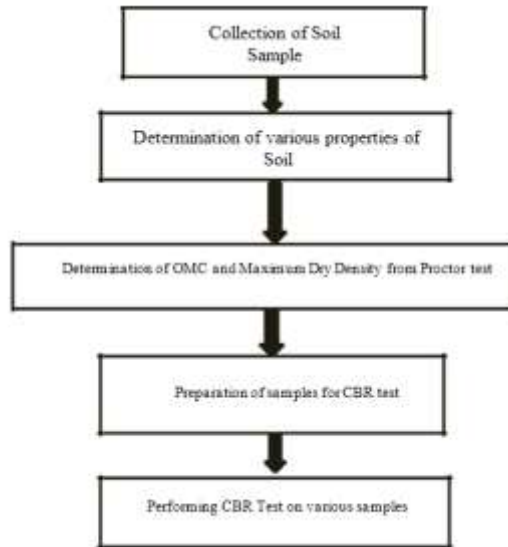 Collection of Soil
Sample
Determination of various properties of
Soil
Determination of OMC and Maximum Dry Density from Proctor test
Preparation of samples for CBR test
Performing CBR Test on various samples